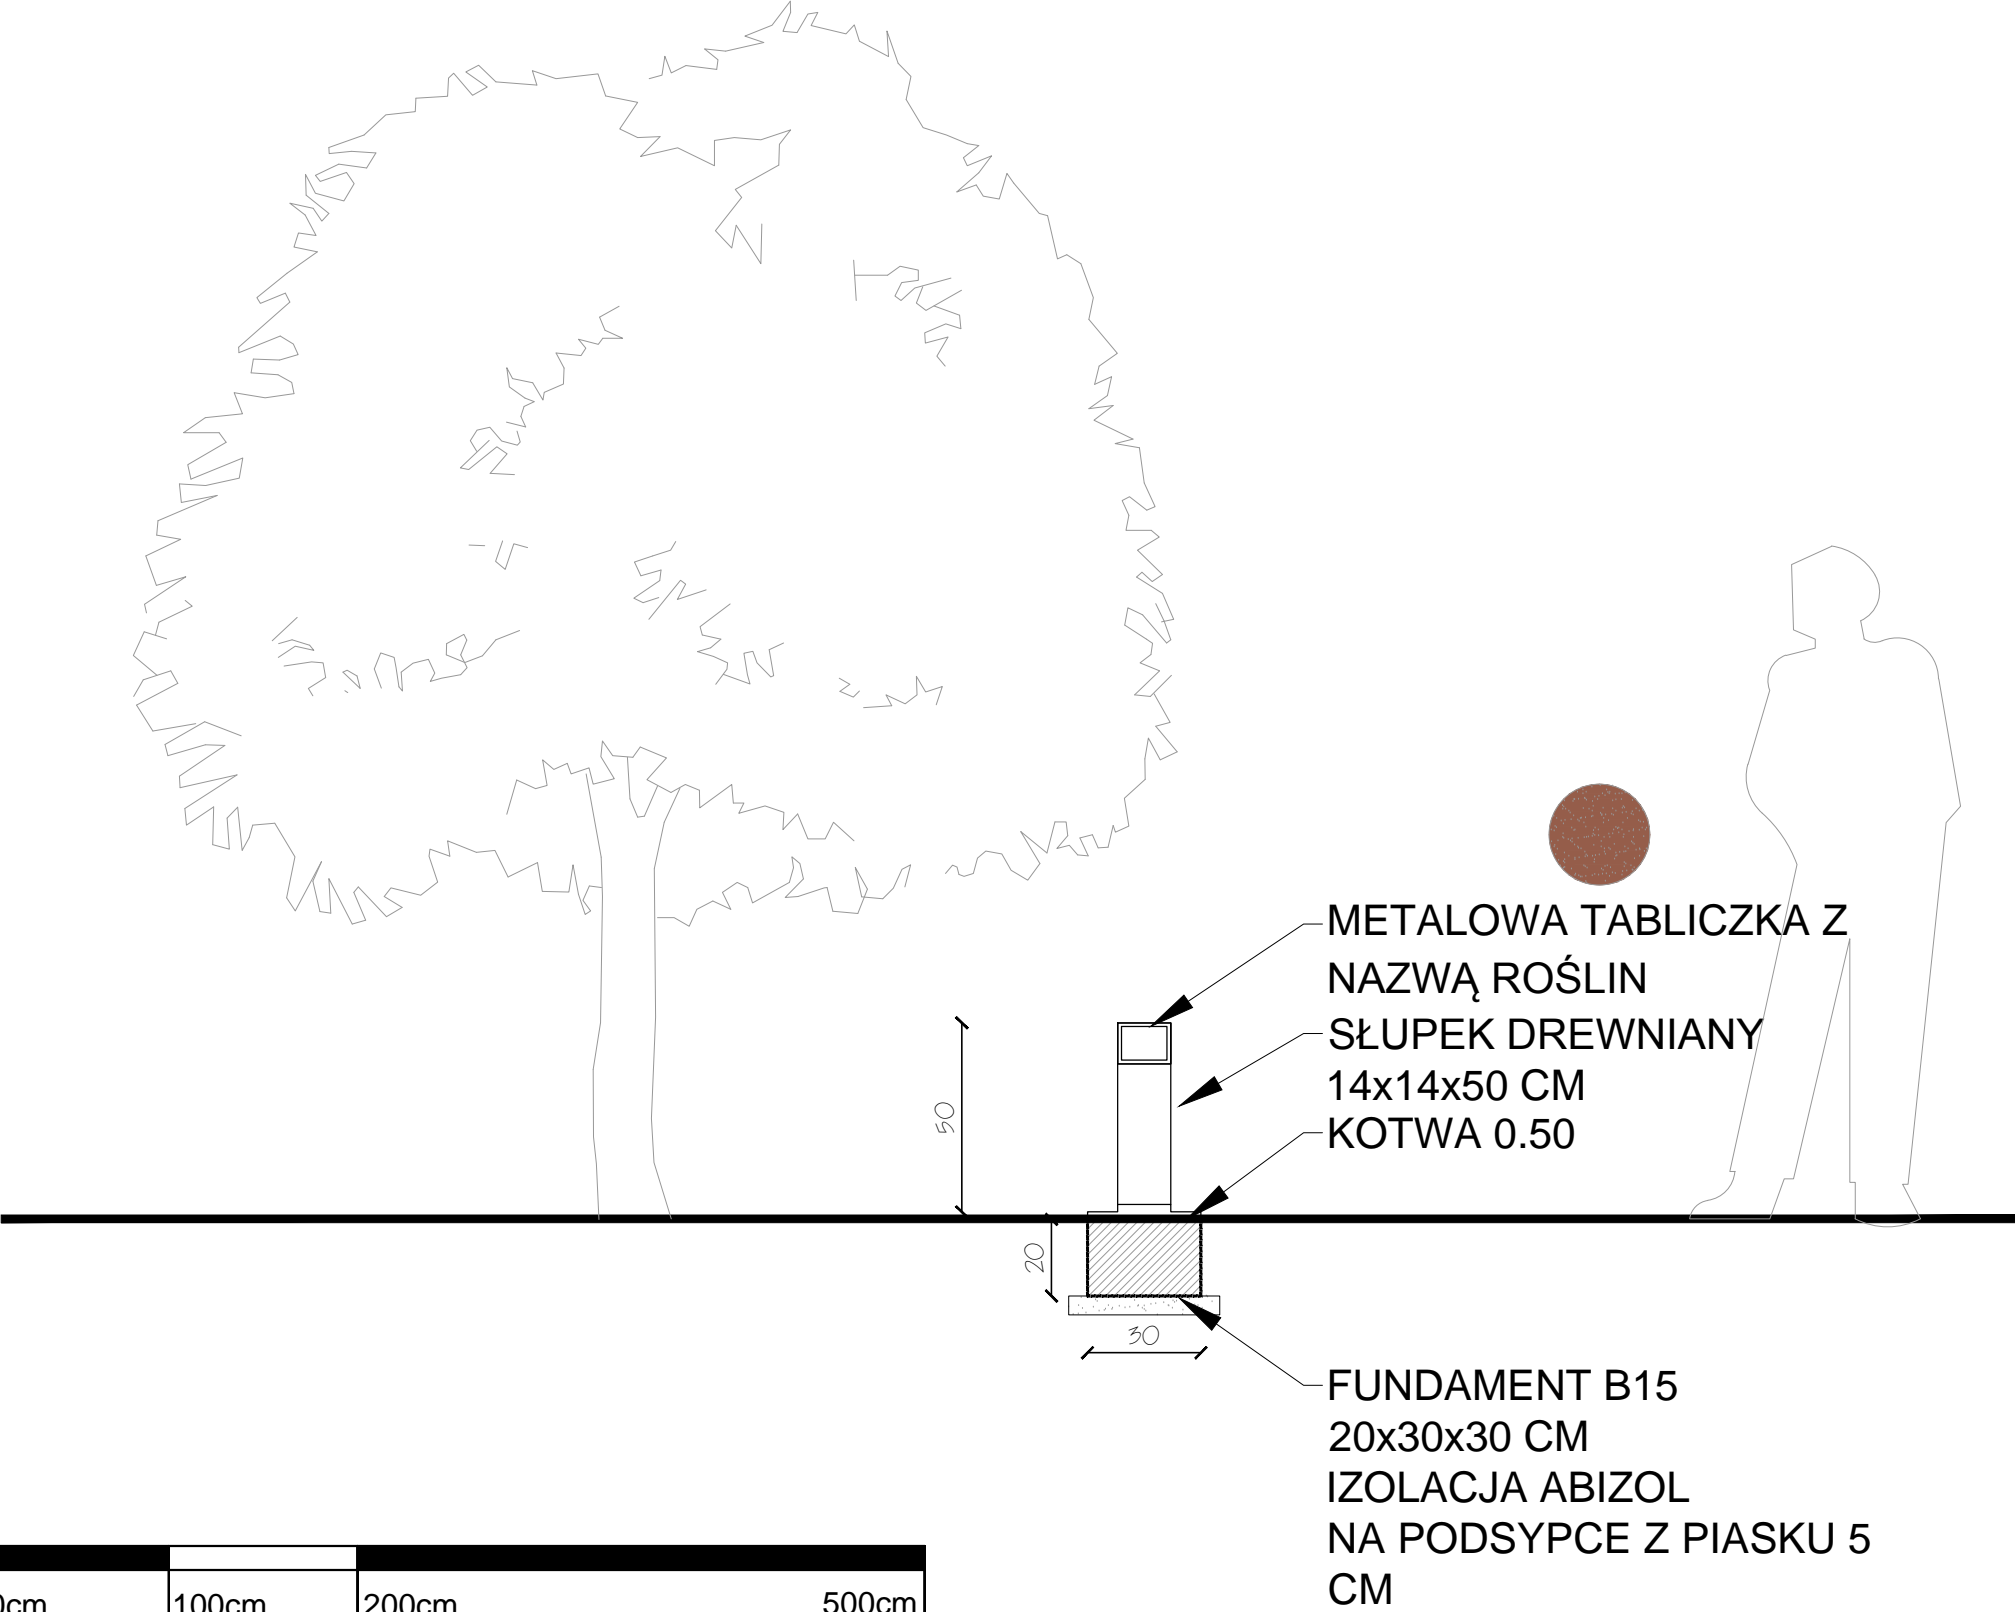 METALOWA TABLICZKA Z
NAZWĄ ROŚLIN
SŁUPEK DREWNIANY
14x14x50 CM
KOTWA 0.50
50
20
30
FUNDAMENT B15
20x30x30 CM
IZOLACJA ABIZOL
NA PODSYPCE Z PIASKU 5
CM
0cm 100cm 200cm 500cm